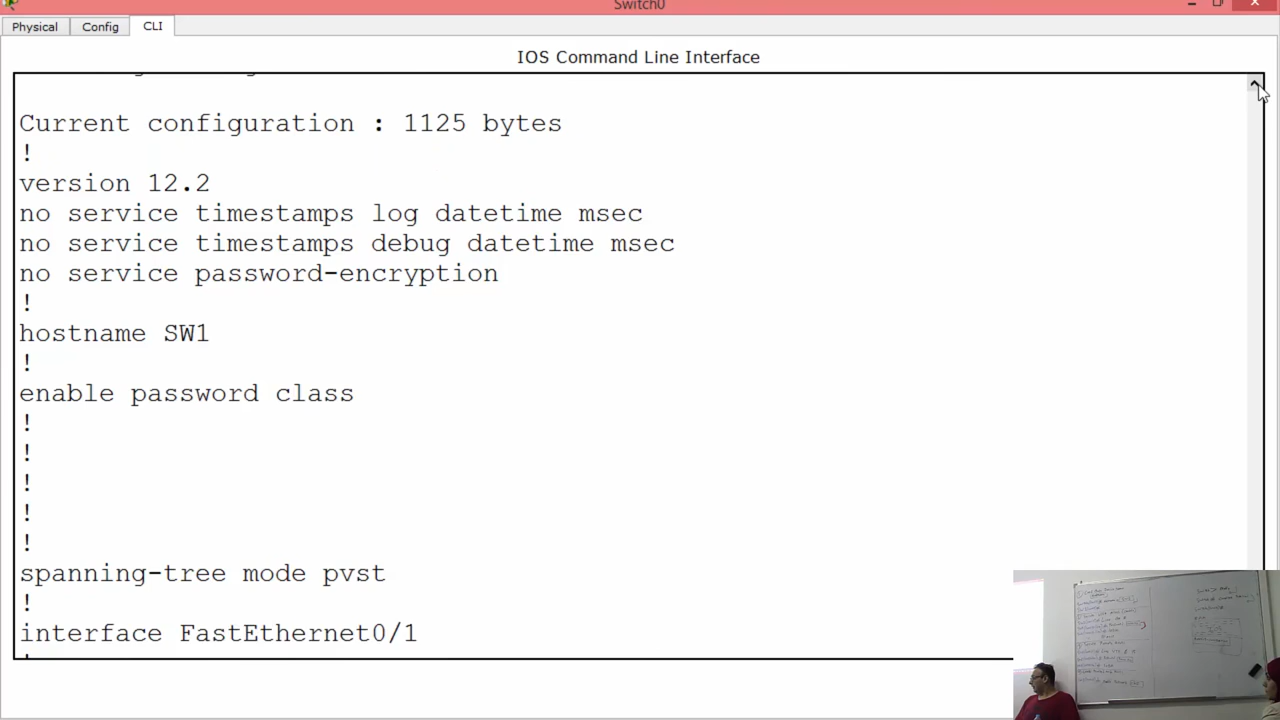 Switch0
Physical Config CLI
IOS Command Line Interface
Current configuration : 1125 bytes
!
version 12.2
no service timestamps log datetime msec
no service timestamps debug datetime msec
no service password-encryption
!
hostname SW1
!
enable password class
!
!
!
!
!
spanning-tree mode pvst
!
interface FastEthernet0/1